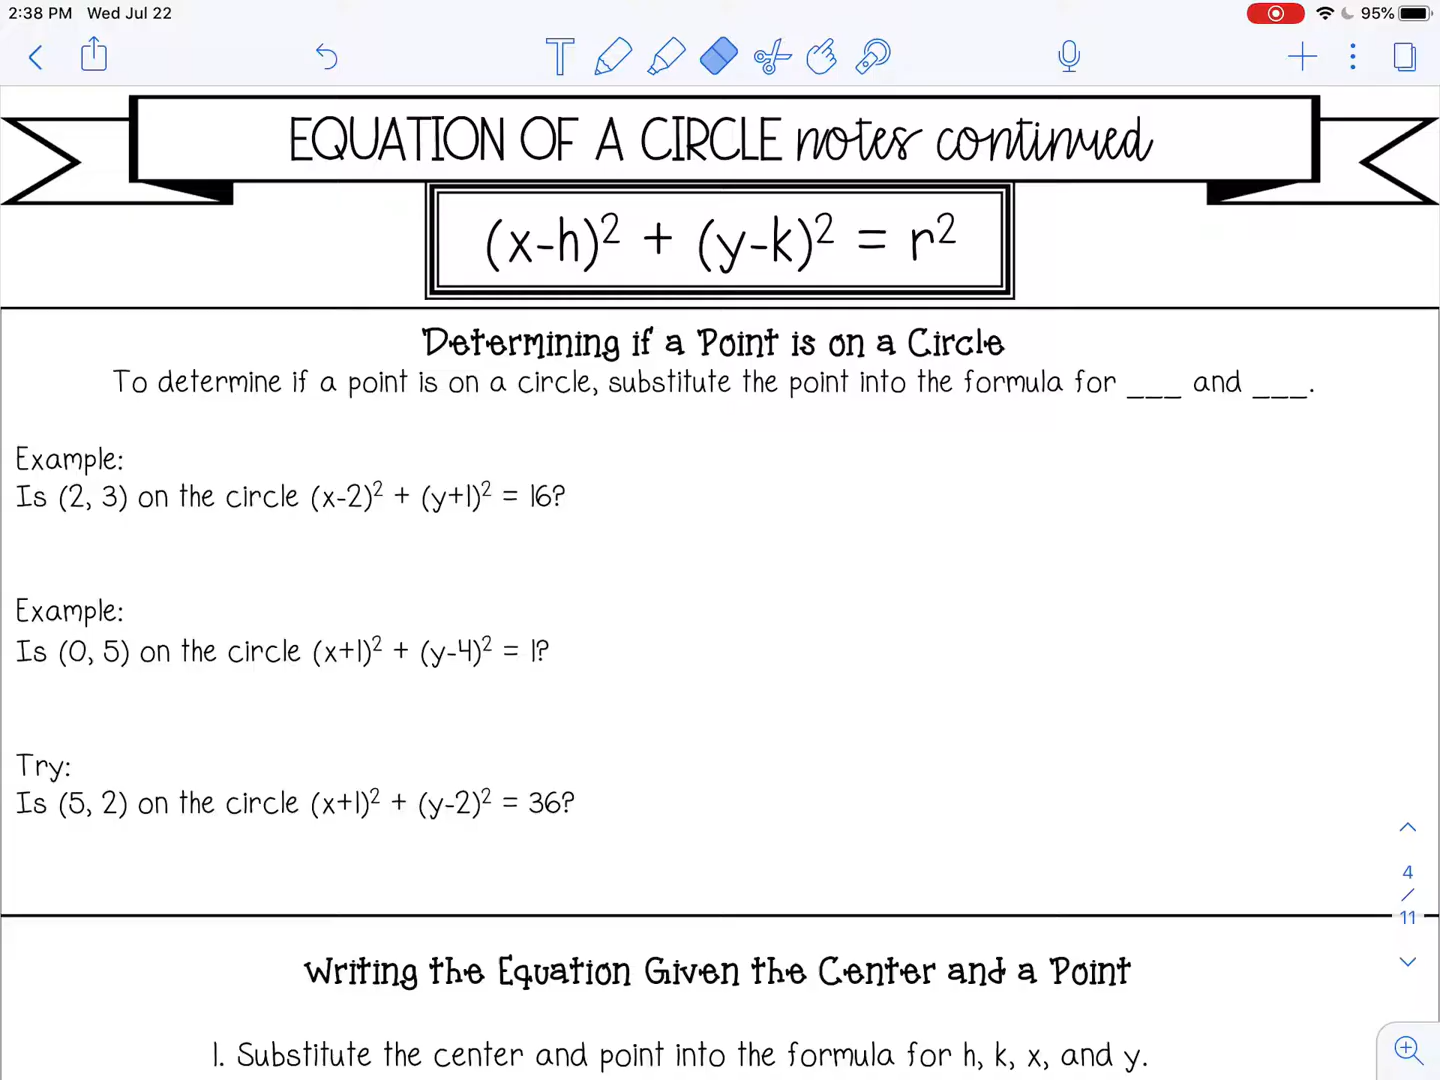 2:38 PM Wed Jul 22 95%
EQUATION OF A CIRCLE notes continued
(x-h)² + (y-k)² = r²
Determining if a Point is on a Circle
To determine if a point is on a circle, substitute the point into the formula for ___ and ___.
Example:
Is (2, 3) on the circle (x-2)² + (y+1)² = 16?
Example:
Is (0, 5) on the circle (x+1)² + (y-4)² = 1?
Try:
Is (5, 2) on the circle (x+1)² + (y-2)² = 36?
4
/
11
Writing the Equation Given the Center and a Point
1. Substitute the center and point into the formula for h, k, x, and y.